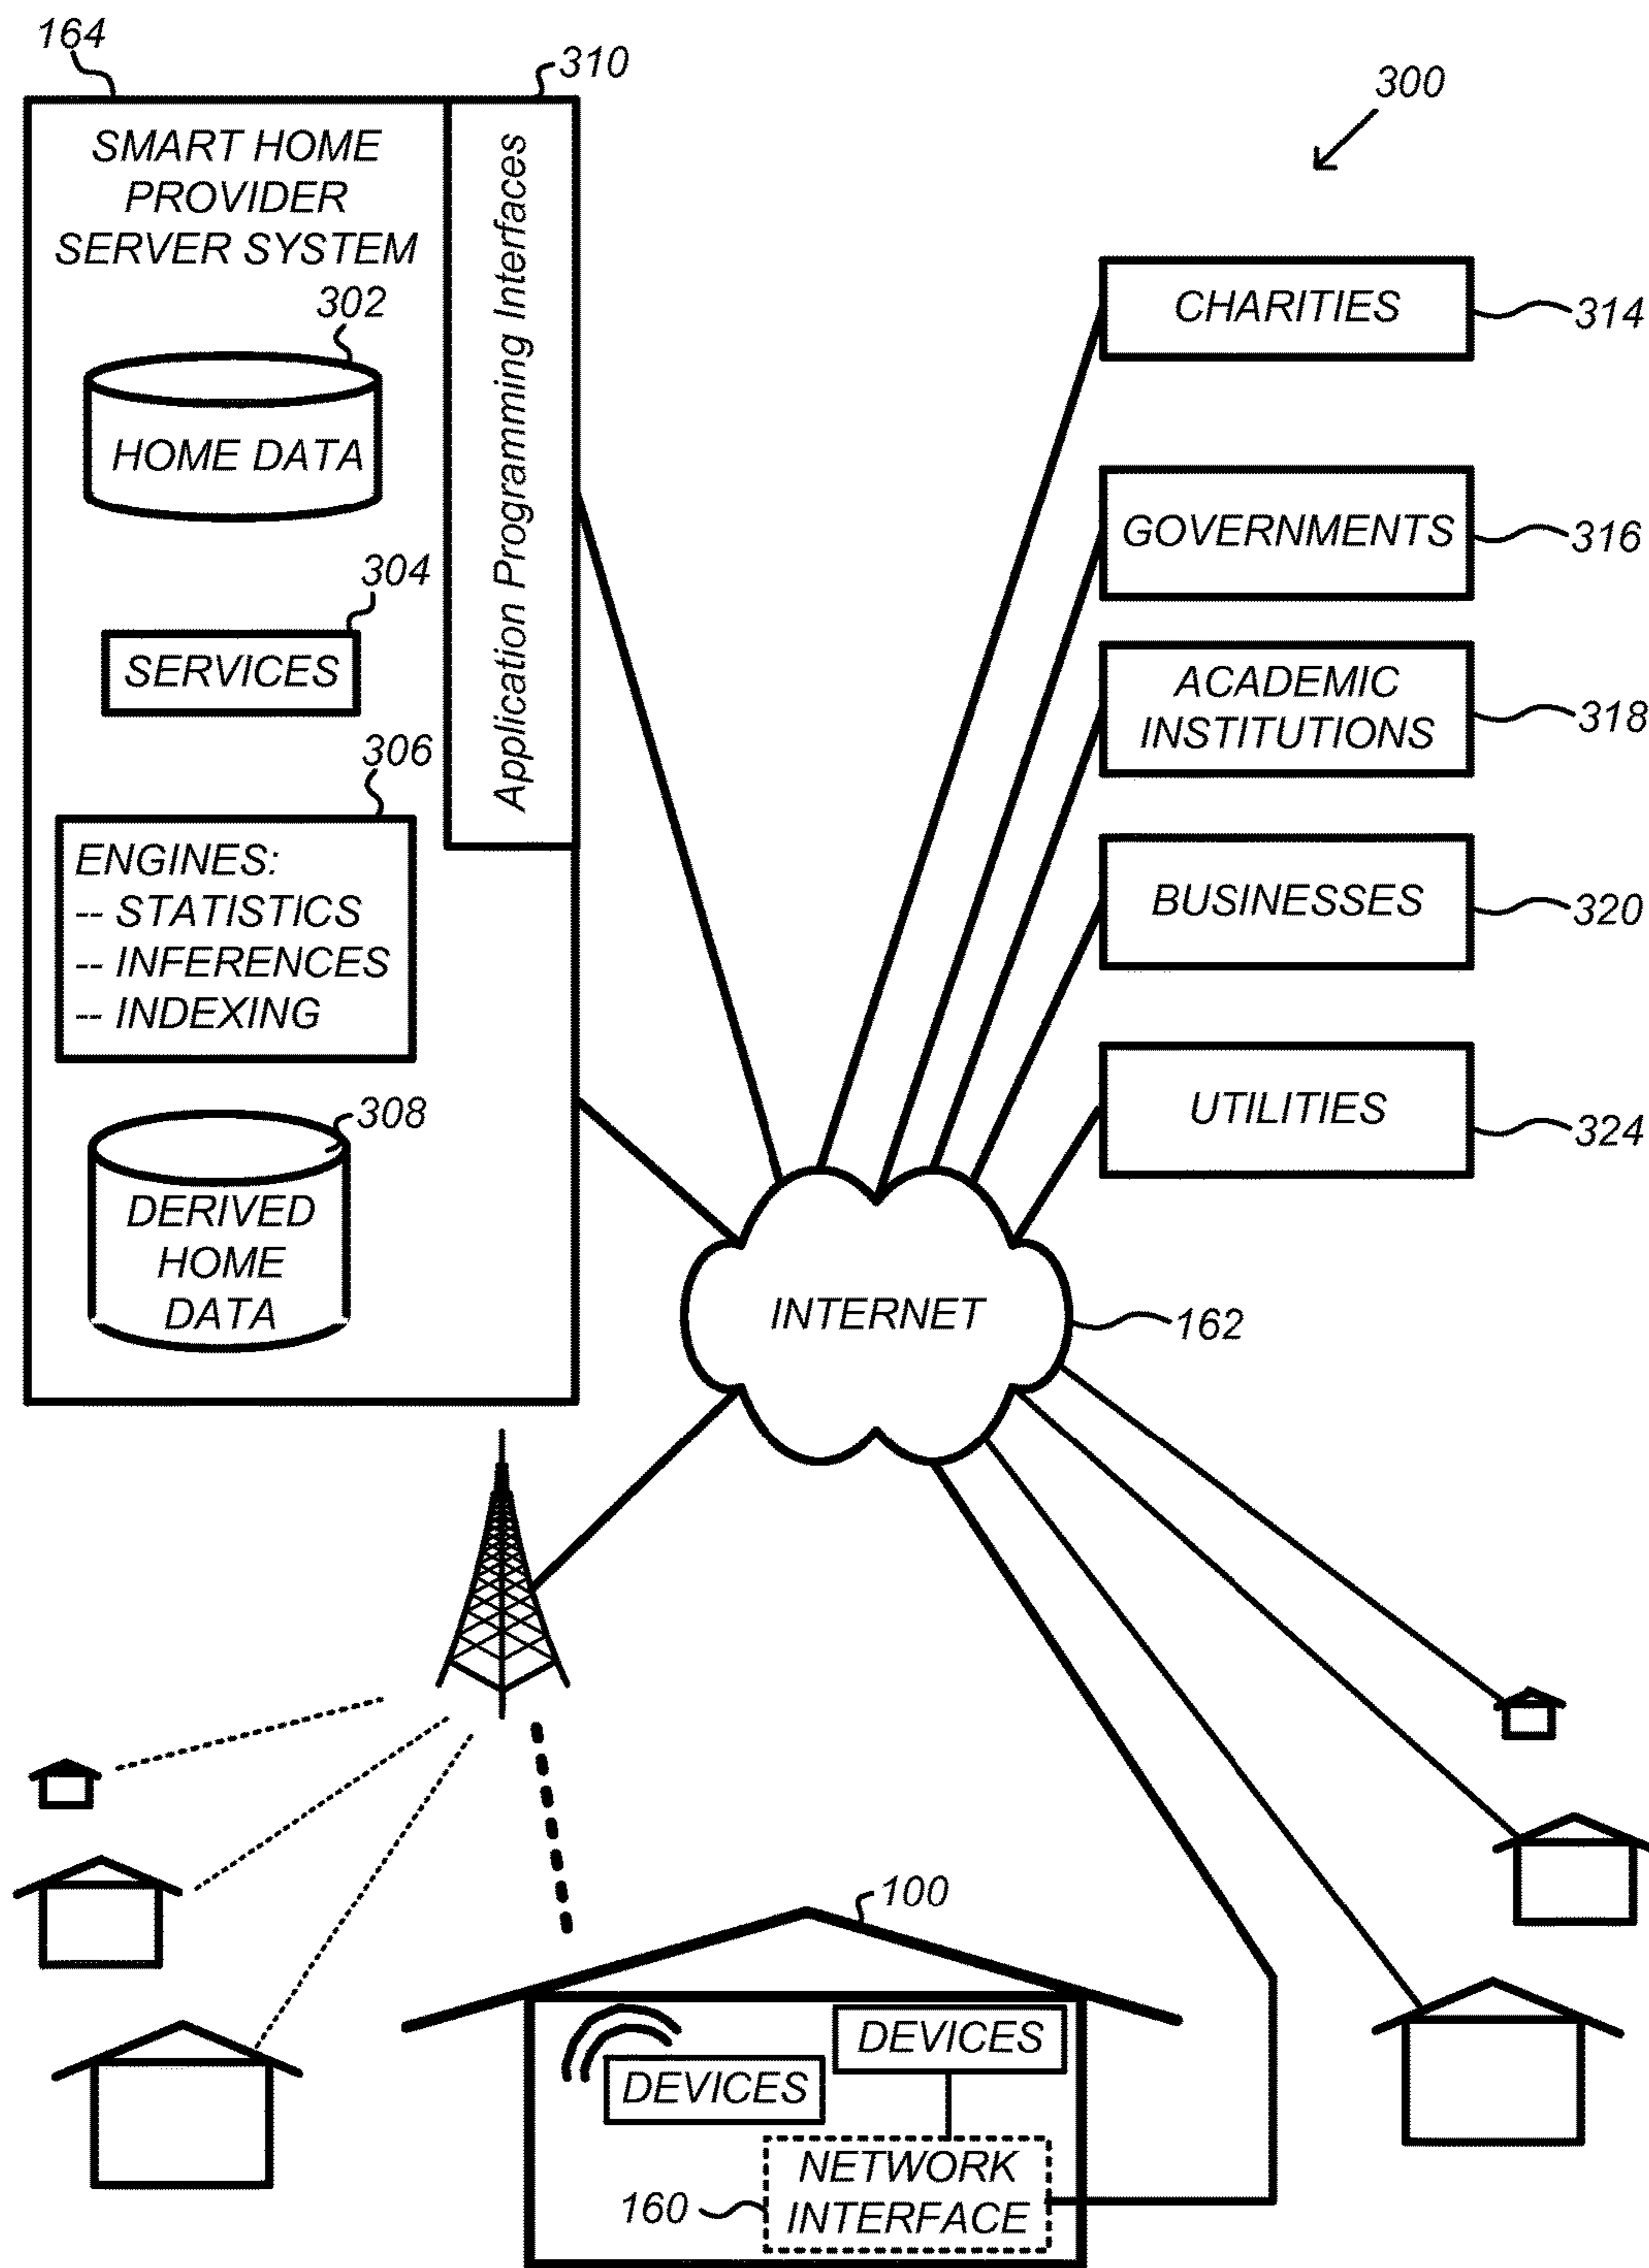 164
310
300
SMART HOME
PROVIDER
SERVER SYSTEM
Application Programming Interfaces
302
HOME DATA
304
SERVICES
306
ENGINES:
-- STATISTICS
-- INFERENCES
-- INDEXING
308
DERIVED
HOME
DATA
CHARITIES
314
GOVERNMENTS
316
ACADEMIC
INSTITUTIONS
318
BUSINESSES
320
UTILITIES
324
INTERNET
162
100
DEVICES
DEVICES
NETWORK
INTERFACE
160